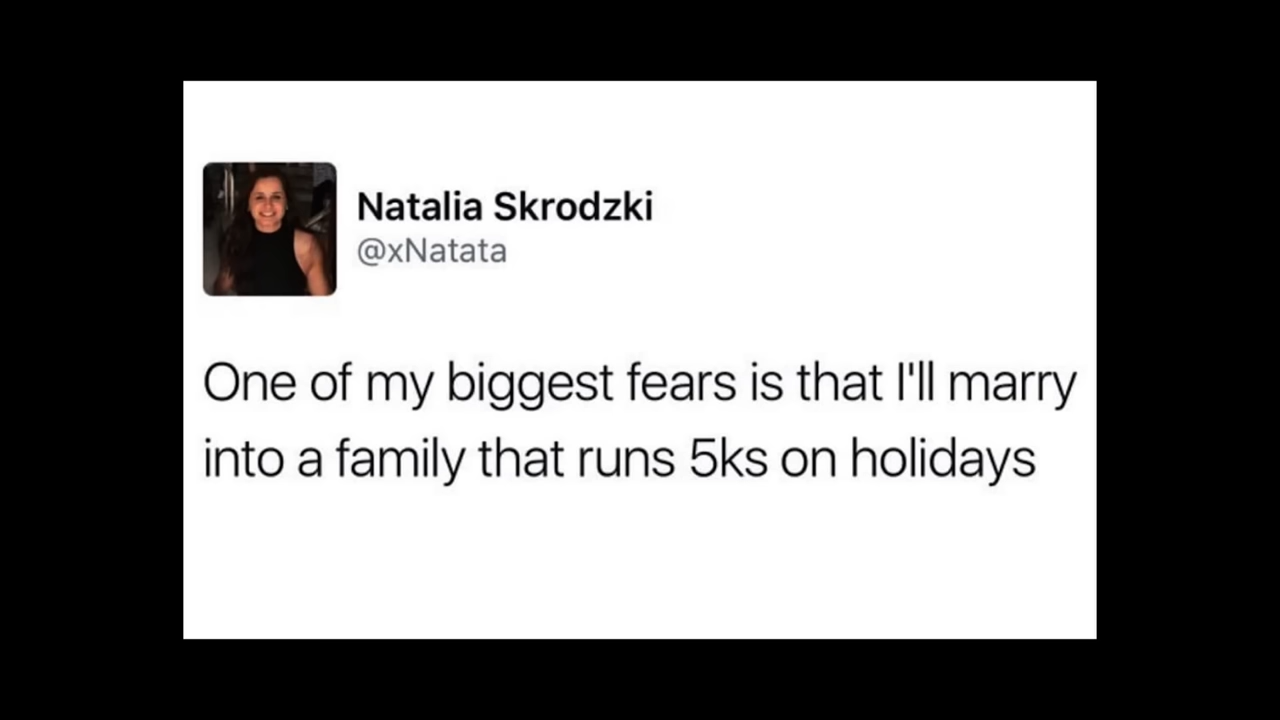 Natalia Skrodzki
@xNatata
One of my biggest fears is that I'll marry
into a family that runs 5ks on holidays